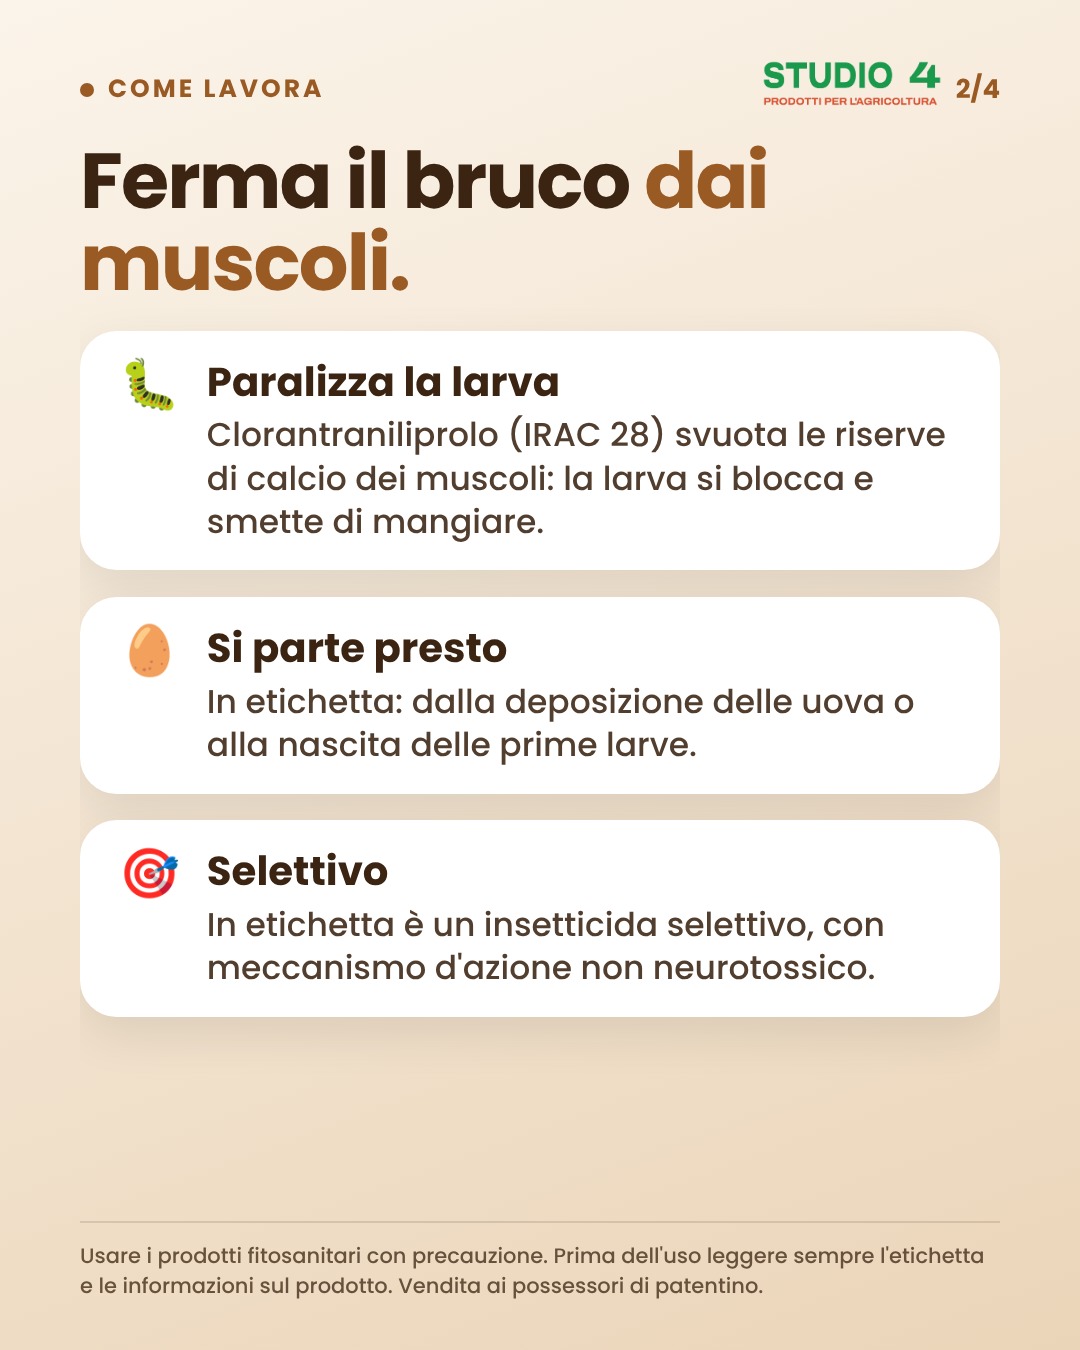 COME LAVORA
STUDIO 4
PRODOTTI PER L'AGRICOLTURA
2/4
Ferma il bruco dai
muscoli.
Paralizza la larva
Clorantraniliprolo (IRAC 28) svuota le riserve
di calcio dei muscoli: la larva si blocca e
smette di mangiare.
Si parte presto
In etichetta: dalla deposizione delle uova o
alla nascita delle prime larve.
Selettivo
In etichetta è un insetticida selettivo, con
meccanismo d'azione non neurotossico.
Usare i prodotti fitosanitari con precauzione. Prima dell'uso leggere sempre l'etichetta
e le informazioni sul prodotto. Vendita ai possessori di patentino.